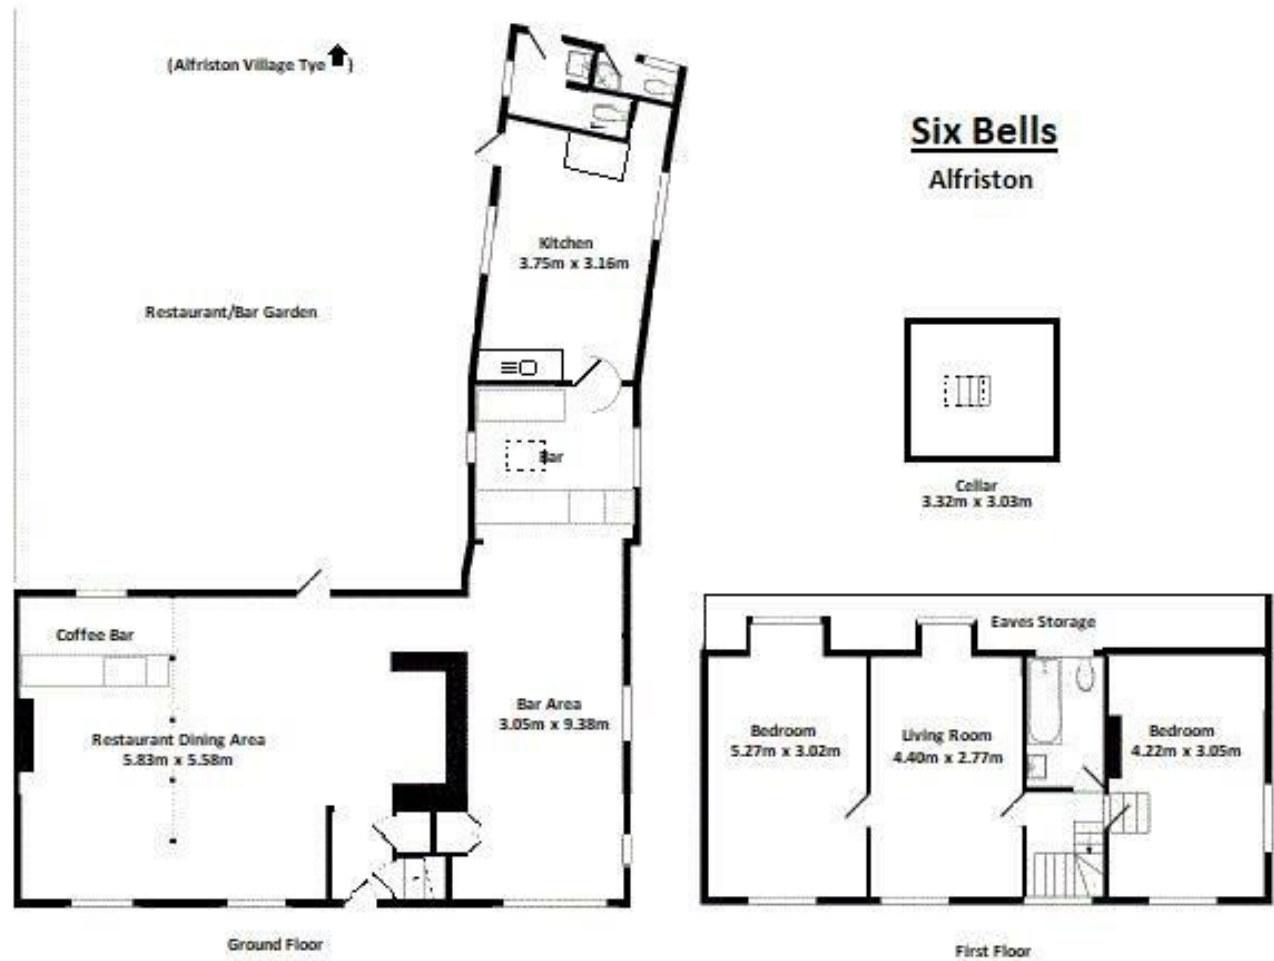 (Alfriston Village Tye )
Six Bells
Alfriston
Kitchen
3.75m x 3.16m
Restaurant/Bar Garden
Bar
Cellar
3.32m x 3.03m
Coffee Bar
Eaves Storage
Bar Area
3.05m x 9.38m
Restaurant Dining Area
5.83m x 5.58m
Bedroom
5.27m x 3.02m
Living Room
4.40m x 2.77m
Bedroom
4.22m x 3.05m
Ground Floor
First Floor